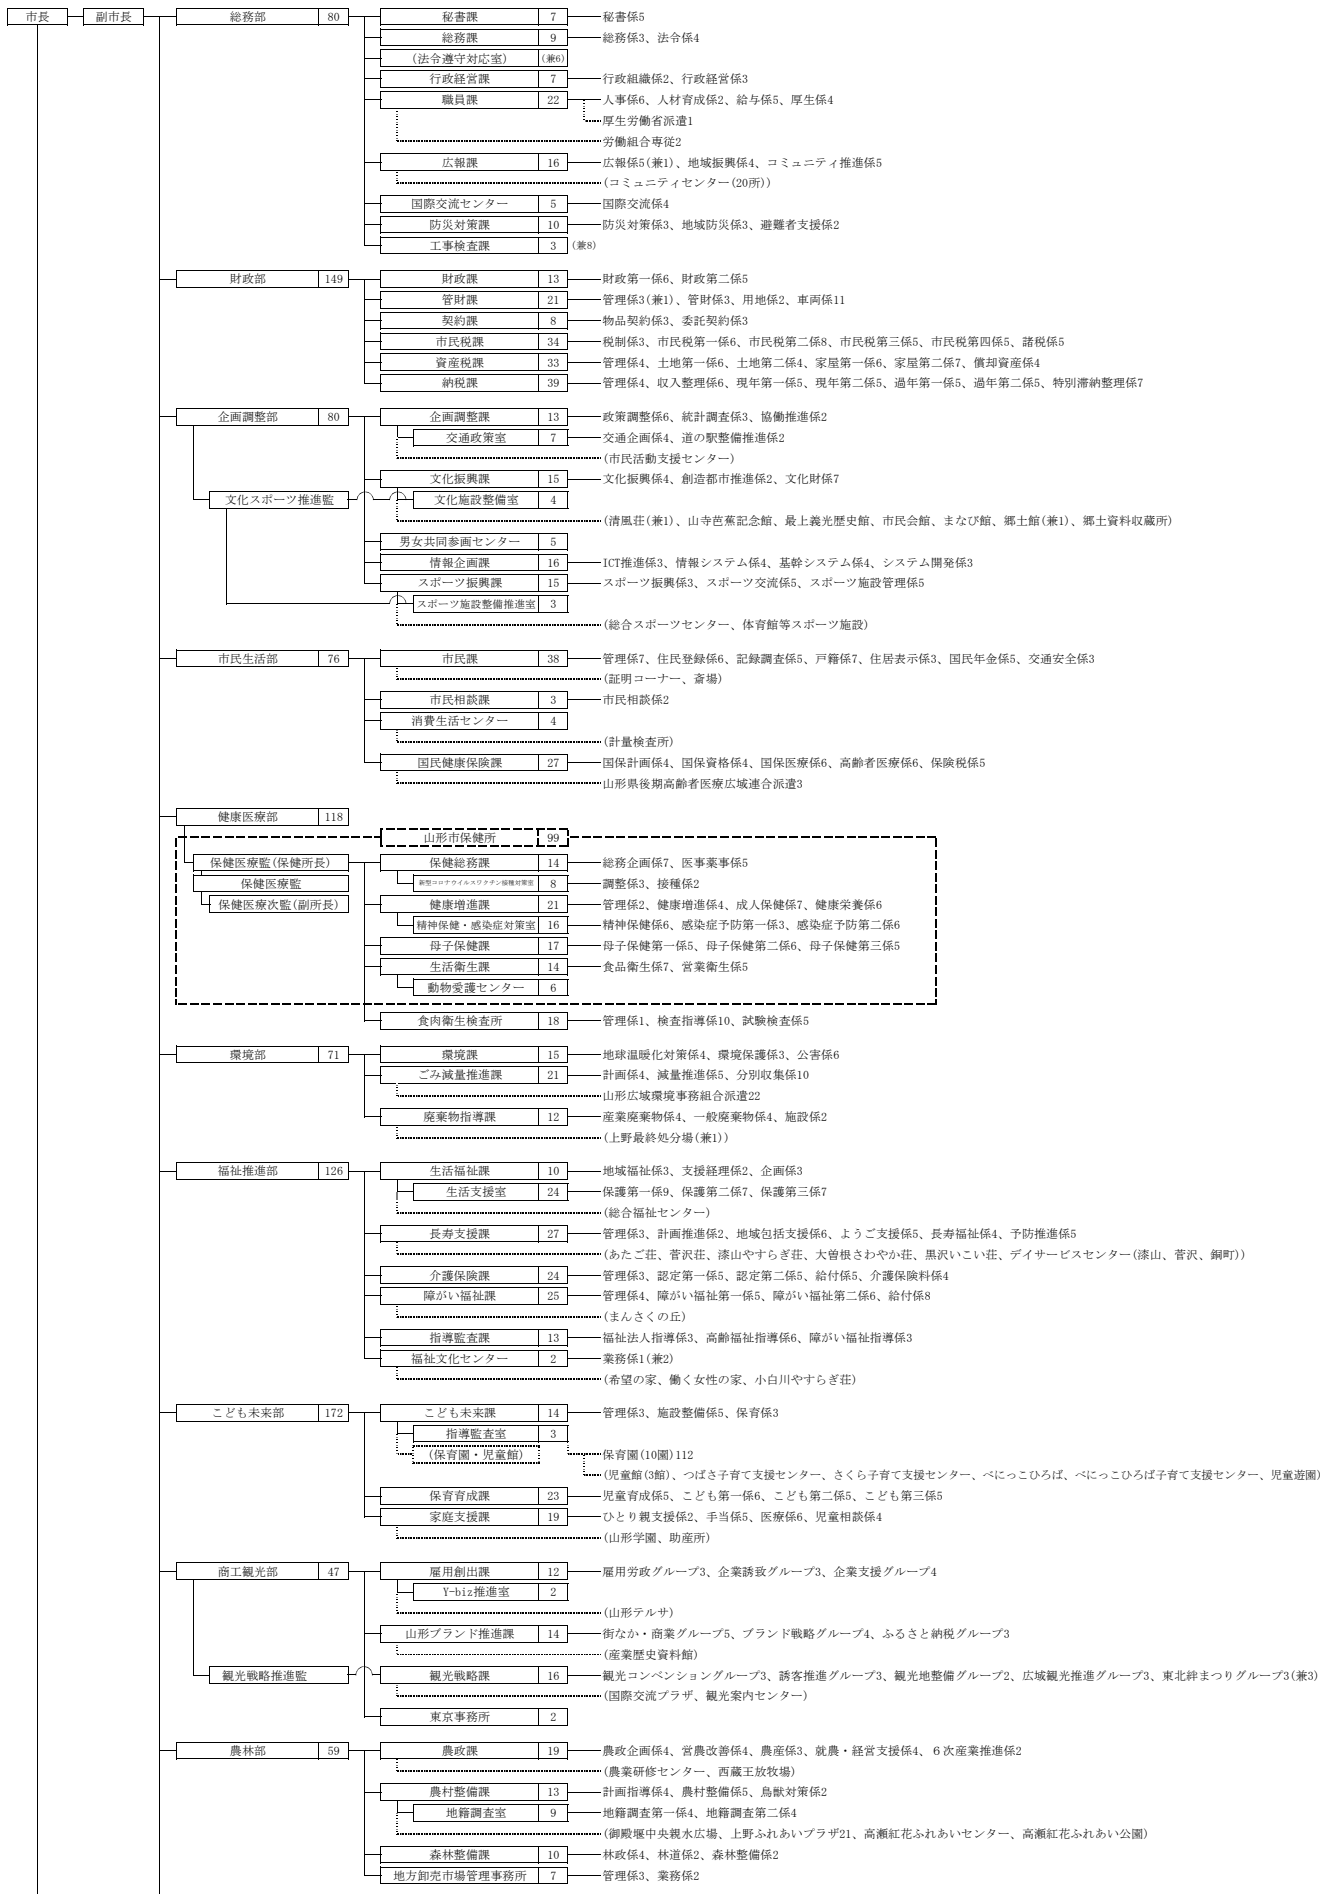 市長 副市長 総務部 80 秘書課 7 秘書係5
総務課 9 総務係3、法令係4
(法令遵守対応室) (兼6)
行政経営課 7 行政組織係2、行政経営係3
職員課 22 人事係6、人材育成係2、給与係5、厚生係4
厚生労働省派遣1
労働組合専従2
広報課 16 広報係5(兼1)、地域振興係4、コミュニティ推進係5
(コミュニティセンター(20所))
国際交流センター 5 国際交流係4
防災対策課 10 防災対策係3、地域防災係3、避難者支援係2
工事検査課 3 (兼8)
財政部 149 財政課 13 財政第一係6、財政第二係5
管財課 21 管理係3(兼1)、管財係3、用地係2、車両係11
契約課 8 物品契約係3、委託契約係3
市民税課 34 税制係3、市民税第一係6、市民税第二係8、市民税第三係5、市民税第四係5、諸税係5
資産税課 33 管理係4、土地第一係6、土地第二係4、家屋第一係6、家屋第二係7、償却資産係4
納税課 39 管理係4、収入整理係6、現年第一係5、現年第二係5、過年第一係5、過年第二係5、特別滞納整理係7
企画調整部 80 企画調整課 13 政策調整係6、統計調査係3、協働推進係2
交通政策室 7 交通企画係4、道の駅整備推進係2
(市民活動支援センター)
文化振興課 15 文化振興係4、創造都市推進係2、文化財係7
文化スポーツ推進監 文化施設整備室 4
(清風荘(兼1)、山寺芭蕉記念館、最上義光歴史館、市民会館、まなび館、郷土館(兼1)、郷土資料収蔵所)
男女共同参画センター 5
情報企画課 16 ICT推進係3、情報システム係4、基幹システム係4、システム開発係3
スポーツ振興課 15 スポーツ振興係3、スポーツ交流係5、スポーツ施設管理係5
スポーツ施設整備推進室 3
(総合スポーツセンター、体育館等スポーツ施設)
市民生活部 76 市民課 38 管理係7、住民登録係6、記録調査係5、戸籍係7、住居表示係3、国民年金係5、交通安全係3
(証明コーナー、斎場)
市民相談課 3 市民相談係2
消費生活センター 4
(計量検査所)
国民健康保険課 27 国保計画係4、国保資格係4、国保医療係6、高齢者医療係6、保険税係5
山形県後期高齢者医療広域連合派遣3
健康医療部 118
山形市保健所 99
保健医療監(保健所長) 保健総務課 14 総務企画係7、医事薬事係5
保健医療監 新型コロナウイルスワクチン接種対策室 8 調整係3、接種係2
保健医療次監(副所長) 健康増進課 21 管理係2、健康増進係4、成人保健係7、健康栄養係6
精神保健・感染症対策室 16 精神保健係6、感染症予防第一係3、感染症予防第二係6
母子保健課 17 母子保健第一係5、母子保健第二係6、母子保健第三係5
生活衛生課 14 食品衛生係7、営業衛生係5
動物愛護センター 6
食肉衛生検査所 18 管理係1、検査指導係10、試験検査係5
環境部 71 環境課 15 地球温暖化対策係4、環境保護係3、公害係6
ごみ減量推進課 21 計画係4、減量推進係5、分別収集係10
山形広域環境事務組合派遣22
廃棄物指導課 12 産業廃棄物係4、一般廃棄物係4、施設係2
(上野最終処分場(兼1))
福祉推進部 126 生活福祉課 10 地域福祉係3、支援経理係2、企画係3
生活支援室 24 保護第一係9、保護第二係7、保護第三係7
(総合福祉センター)
長寿支援課 27 管理係3、計画推進係2、地域包括支援係6、ようご支援係5、長寿福祉係4、予防推進係5
(あたご荘、菅沢荘、漆山やすらぎ荘、大曽根さわやか荘、黒沢いこい荘、デイサービスセンター(漆山、菅沢、銅町))
介護保険課 24 管理係3、認定第一係5、認定第二係5、給付係5、介護保険料係4
障がい福祉課 25 管理係4、障がい福祉第一係5、障がい福祉第二係6、給付係8
(まんさくの丘)
指導監査課 13 福祉法人指導係3、高齢福祉指導係6、障がい福祉指導係3
福祉文化センター 2 業務係1(兼2)
(希望の家、働く女性の家、小白川やすらぎ荘)
こども未来部 172 こども未来課 14 管理係3、施設整備係5、保育係3
指導監査室 3
(保育園・児童館) 保育園(10園)112
(児童館(3館)、つばさ子育て支援センター、さくら子育て支援センター、べにっこひろば、べにっこひろば子育て支援センター、児童遊園)
保育育成課 23 児童育成係5、こども第一係6、こども第二係5、こども第三係5
家庭支援課 19 ひとり親支援係2、手当係5、医療係6、児童相談係4
(山形学園、助産所)
商工観光部 47 雇用創出課 12 雇用労政グループ3、企業誘致グループ3、企業支援グループ4
Y-biz推進室 2
(山形テルサ)
山形ブランド推進課 14 街なか・商業グループ5、ブランド戦略グループ4、ふるさと納税グループ3
(産業歴史資料館)
観光戦略推進監 観光戦略課 16 観光コンベンショングループ3、誘客推進グループ3、観光地整備グループ2、広域観光推進グループ3、東北絆まつりグループ3(兼3)
(国際交流プラザ、観光案内センター)
東京事務所 2
農林部 59 農政課 19 農政企画係4、営農改善係4、農産係3、就農・経営支援係4、6次産業推進係2
(農業研修センター、西蔵王放牧場)
農村整備課 13 計画指導係4、農村整備係5、鳥獣対策係2
地籍調査室 9 地籍調査第一係4、地籍調査第二係4
(御殿堰中央親水広場、上野ふれあいプラザ21、高瀬紅花ふれあいセンター、高瀬紅花ふれあい公園)
森林整備課 10 林政係4、林道係2、森林整備係2
地方卸売市場管理事務所 7 管理係3、業務係2